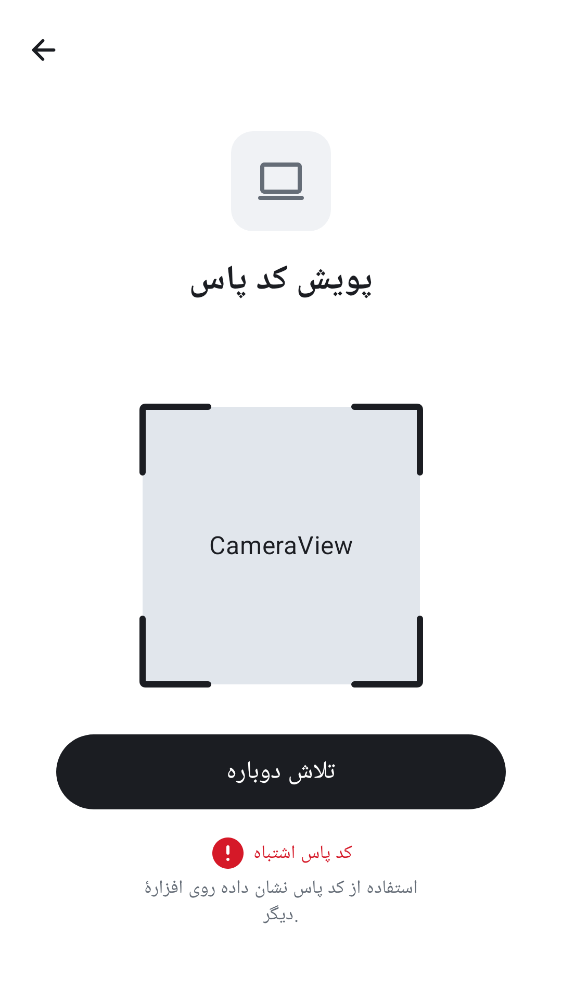 پویش کد پاس
CameraView
تلاش دوباره
کد پاس اشتباه
استفاده از کد پاس نشان داده روی افزارهٔ
دیگر.